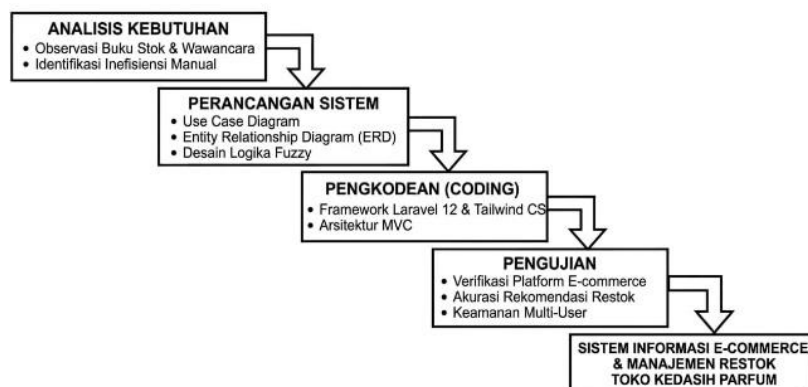 ANALISIS KEBUTUHAN
• Observasi Buku Stok & Wawancara
• Identifikasi Inefisiensi Manual
PERANCANGAN SISTEM
• Use Case Diagram
• Entity Relationship Diagram (ERD)
• Desain Logika Fuzzy
PENGKODEAN (CODING)
• Framework Laravel 12 & Tailwind CS
• Arsitektur MVC
PENGUJIAN
• Verifikasi Platform E-commerce
• Akurasi Rekomendasi Restok
• Keamanan Multi-User
SISTEM INFORMASI E-COMMERCE
& MANAJEMEN RESTOK
TOKO KEDASIH PARFUM